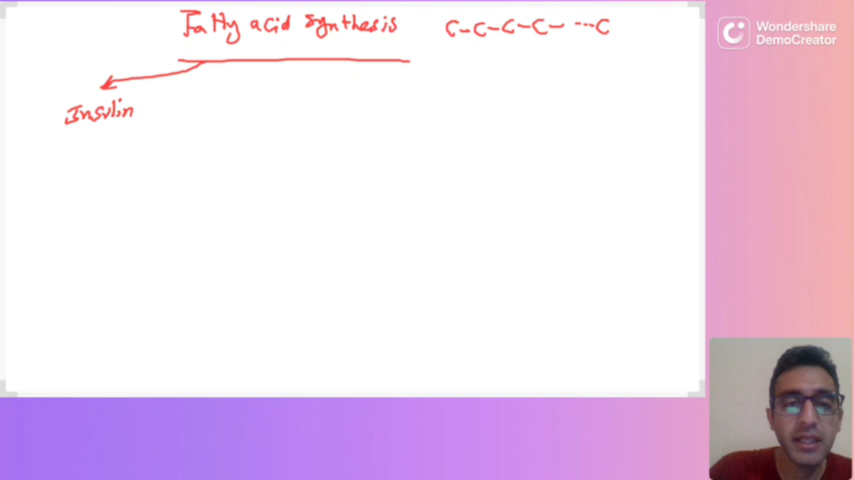 Fatty acid synthesis C-C-C-C- ---C
Insulin
Wondershare
DemoCreator